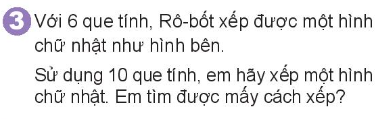 3 Với 6 que tính, Rô-bốt xếp được một hình
chữ nhật như hình bên.
Sử dụng 10 que tính, em hãy xếp một hình
chữ nhật. Em tìm được mấy cách xếp?